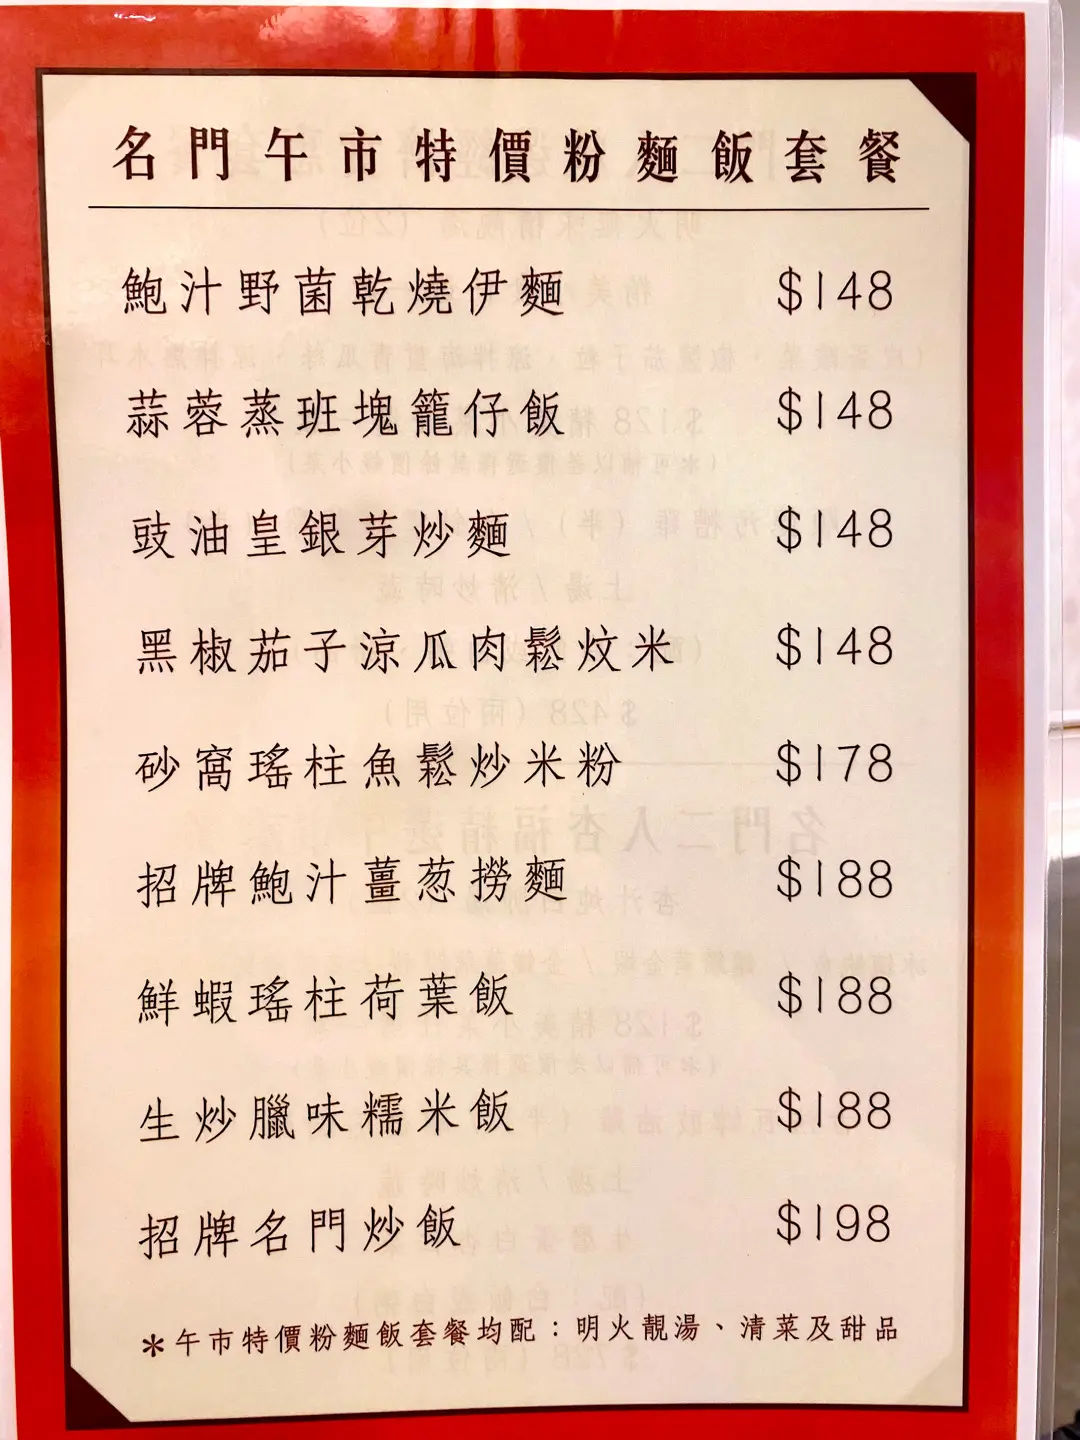 名門午市特價粉麵飯套餐
鮑汁野菌乾燒伊麵 $148
蒜蓉蒸班塊籠仔飯 $148
豉油皇銀芽炒麵 $148
黑椒茄子涼瓜肉鬆炆米 $148
砂窩瑤柱魚鬆炒米粉 $178
招牌鮑汁薑葱撈麵 $188
鮮蝦瑤柱荷葉飯 $188
生炒臘味糯米飯 $188
招牌名門炒飯 $198
*午市特價粉麵飯套餐均配：明火靚湯、清菜及甜品